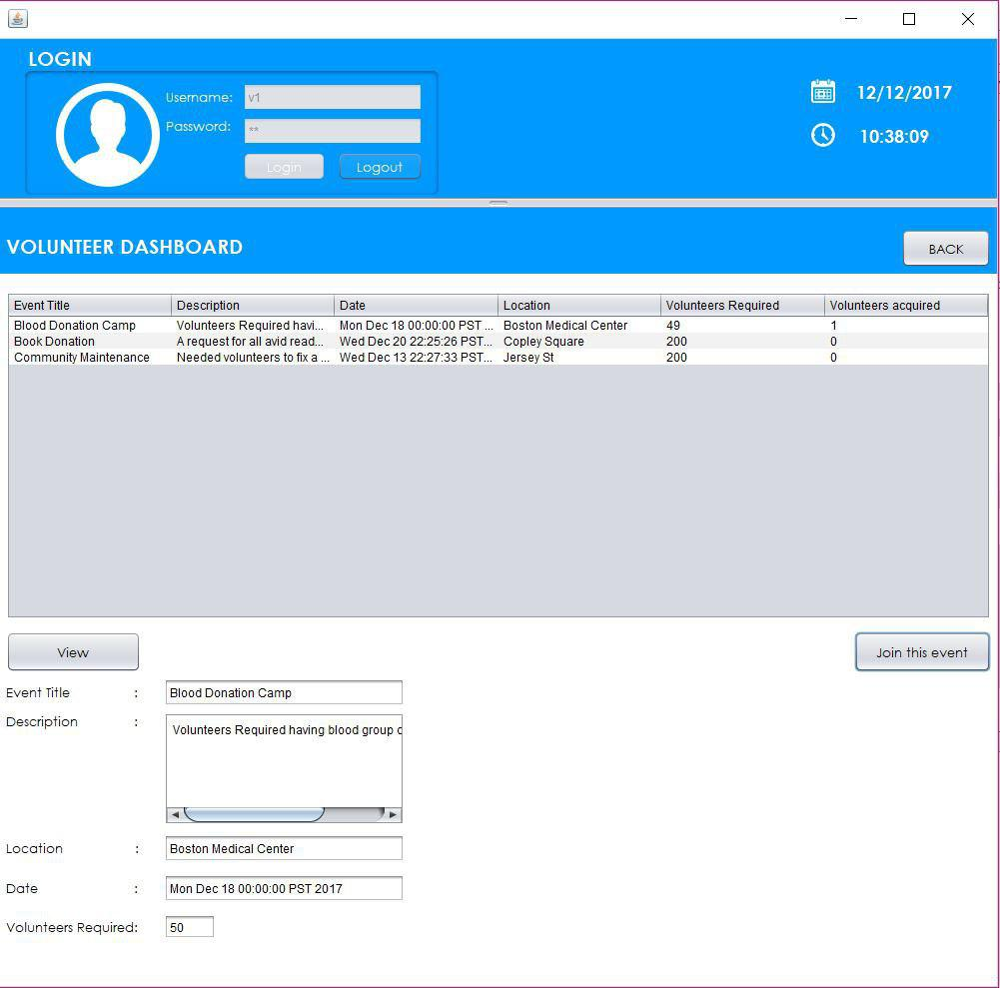 LOGIN
Username: v1
Password: **
Login Logout
12/12/2017
10:38:09
VOLUNTEER DASHBOARD
BACK
Event Title Description Date Location Volunteers Required Volunteers acquired
Blood Donation Camp Volunteers Required havi... Mon Dec 18 00:00:00 PST ... Boston Medical Center 49 1
Book Donation A request for all avid read... Wed Dec 20 22:25:26 PST... Copley Square 200 0
Community Maintenance Needed volunteers to fix a ... Wed Dec 13 22:27:33 PST... Jersey St 200 0
View Join this event
Event Title : Blood Donation Camp
Description : Volunteers Required having blood group
Location : Boston Medical Center
Date : Mon Dec 18 00:00:00 PST 2017
Volunteers Required: 50